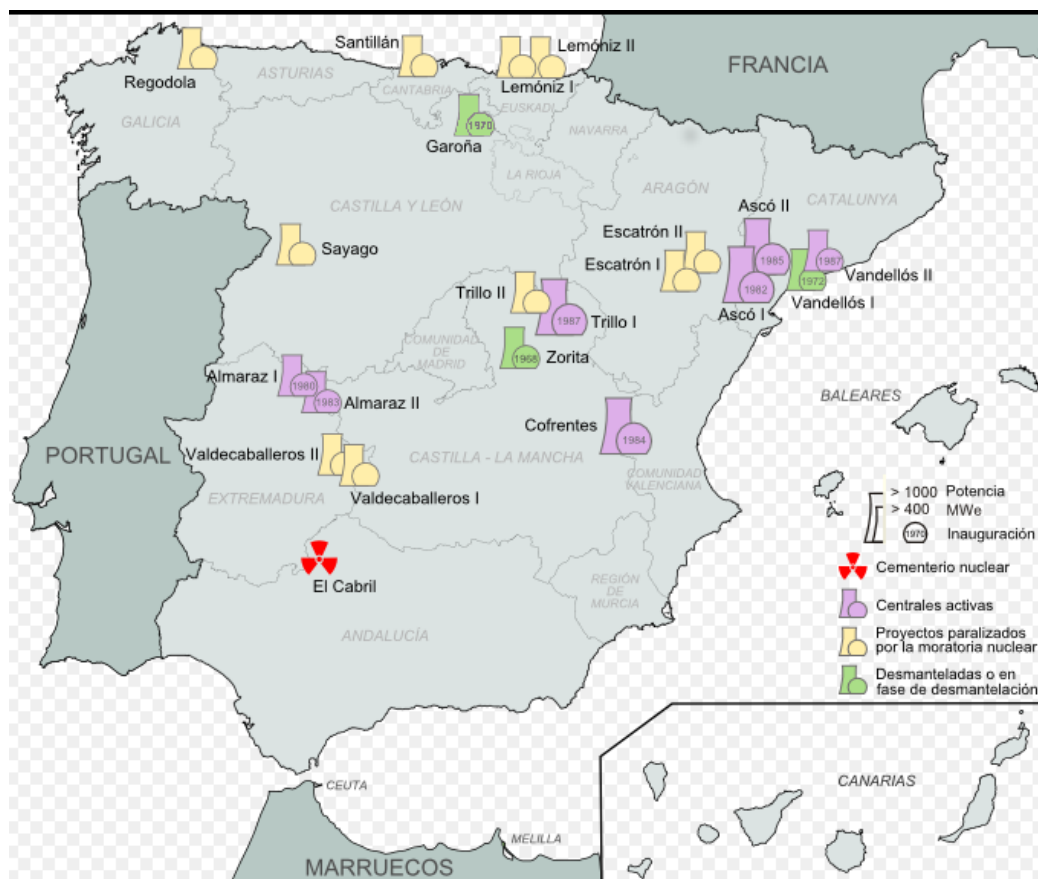 Santillán
Lemóniz II
FRANCIA
Regodola
ASTURIAS
CANTABRIA
Lemóniz I
EUSKADI
GALICIA
1970
NAVARRA
Garoña
LA RIOJA
ARAGÓN
CATALUNYA
CASTILLA Y LEÓN
Ascó II
Escatrón II
Sayago
1985
1987
Escatrón I
Vandellós II
1982
1972
Trillo II
Vandellós I
Ascó I
1987
Trillo I
COMUNIDAD
DE
MADRID
1968
Zorita
Almaraz I
1980
1983
Almaraz II
BALEARES
Cofrentes
1984
PORTUGAL
Valdecaballeros II
CASTILLA - LA MANCHA
COMUNIDAD
VALENCIANA
EXTREMADURA
Valdecaballeros I
> 1000 Potencia
> 400 MWe
1970 Inauguración
Cementerio nuclear
El Cabril
REGIÓN
DE
MURCIA
Centrales activas
ANDALUCÍA
Proyectos paralizados
por la moratoria nuclear
Desmanteladas o en
fase de desmantelación
CEUTA
CANARIAS
MELILLA
MARRUECOS